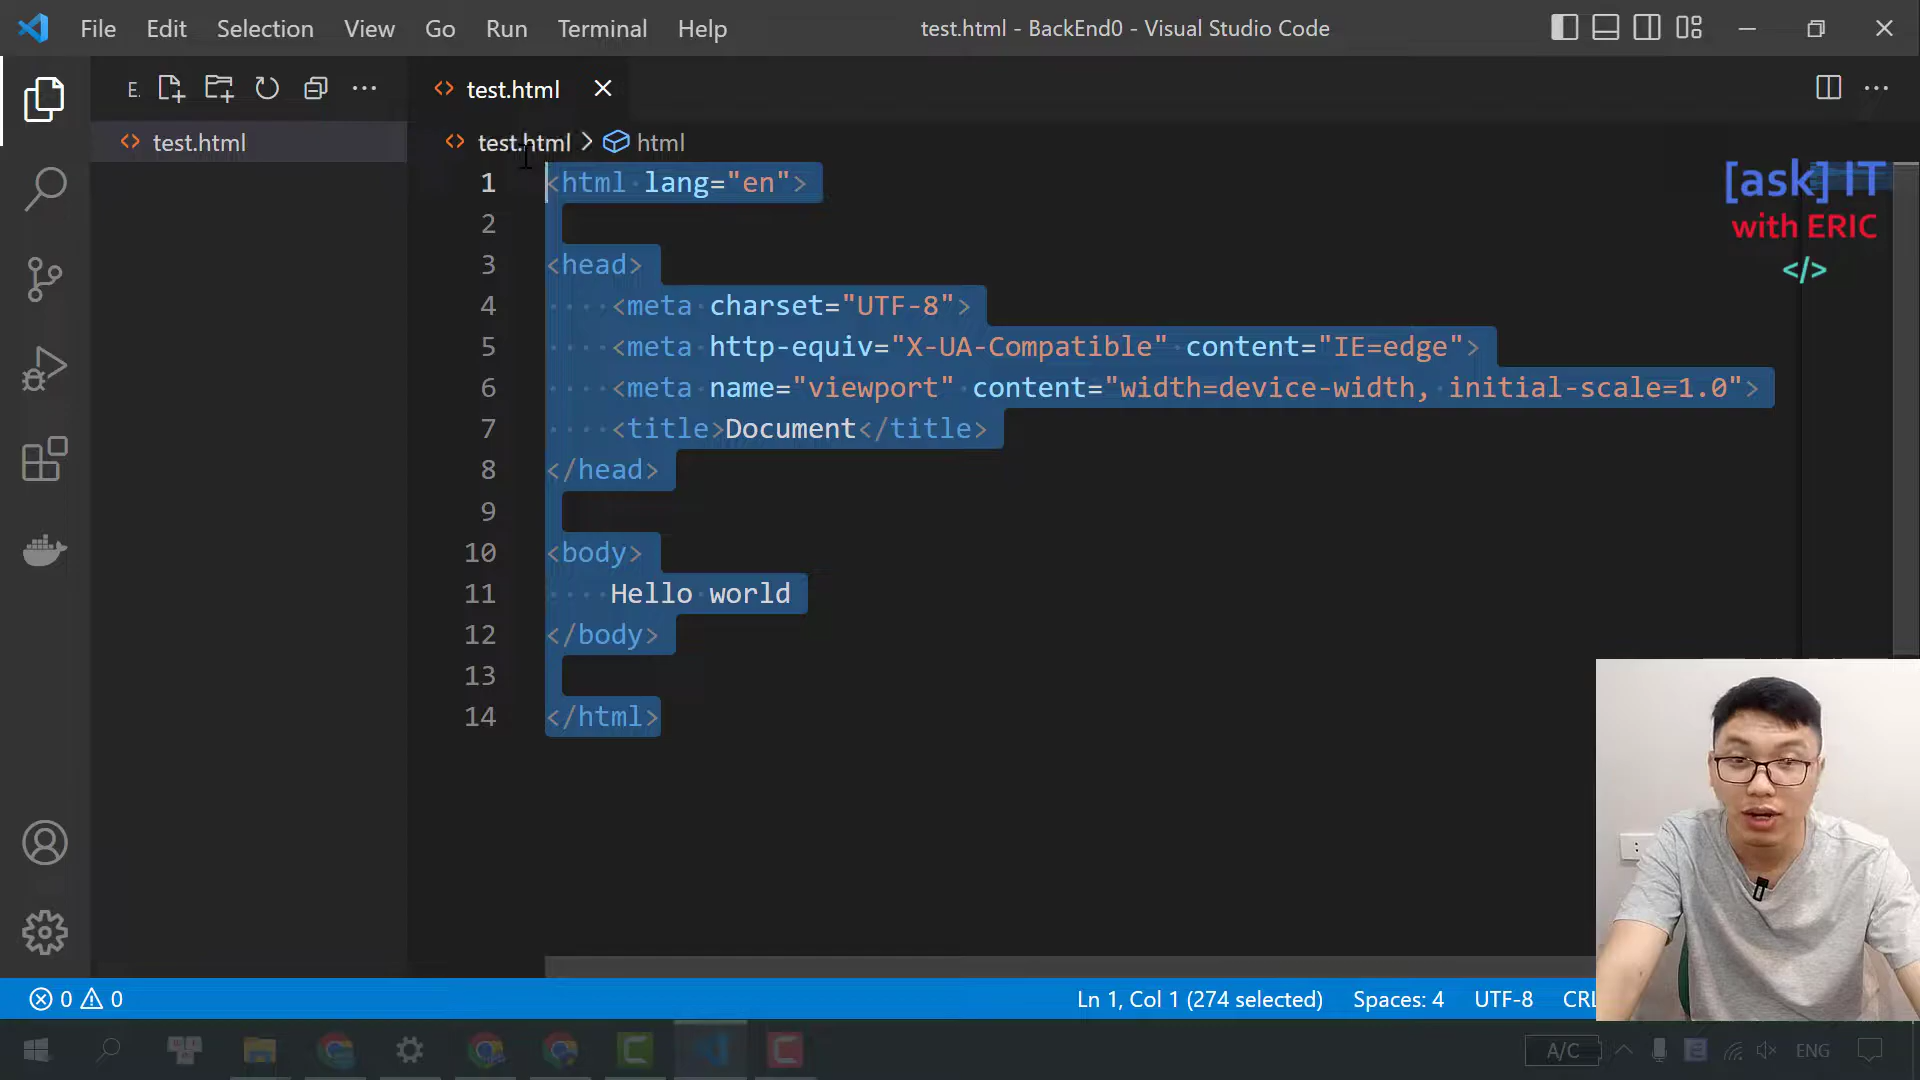 File Edit Selection View Go Run Terminal Help
test.html - BackEnd0 - Visual Studio Code
E.
test.html
test.html
test.html > html
1 <html lang="en">
2
3 <head>
4 <meta charset="UTF-8">
5 <meta http-equiv="X-UA-Compatible" content="IE=edge">
6 <meta name="viewport" content="width=device-width, initial-scale=1.0">
7 <title>Document</title>
8 </head>
9
10 <body>
11 Hello world
12 </body>
13
14 </html>
[ask] IT
with ERIC
</>
0 0
Ln 1, Col 1 (274 selected) Spaces: 4 UTF-8 CRL
A/C ENG